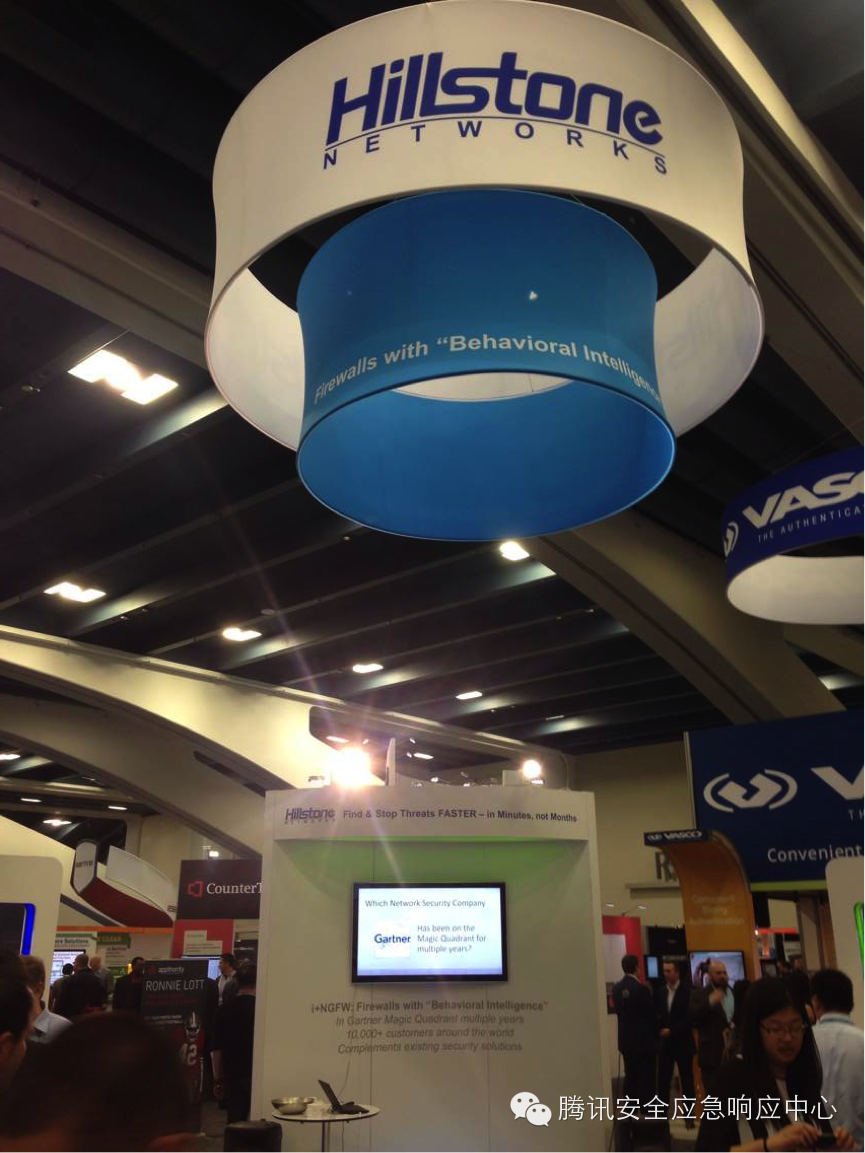 Hillstone
NETWORKS
Firewalls with “Behavioral Intelligence
VASCO
THE AUTHENTICA
Hillstone
NETWORKS
Find & Stop Threats FASTER – in Minutes, not Months
VASCO
Convenient
CounterT
Which Network Security Company
Gartner
Has been on the
Magic Quadrant for
multiple years?
apphority
RONNIE LOTT
i+NGFW: Firewalls with “Behavioral Intelligence”
In Gartner Magic Quadrant multiple years
10,000+ customers around the world
Complements existing security solutions
腾讯安全应急响应中心